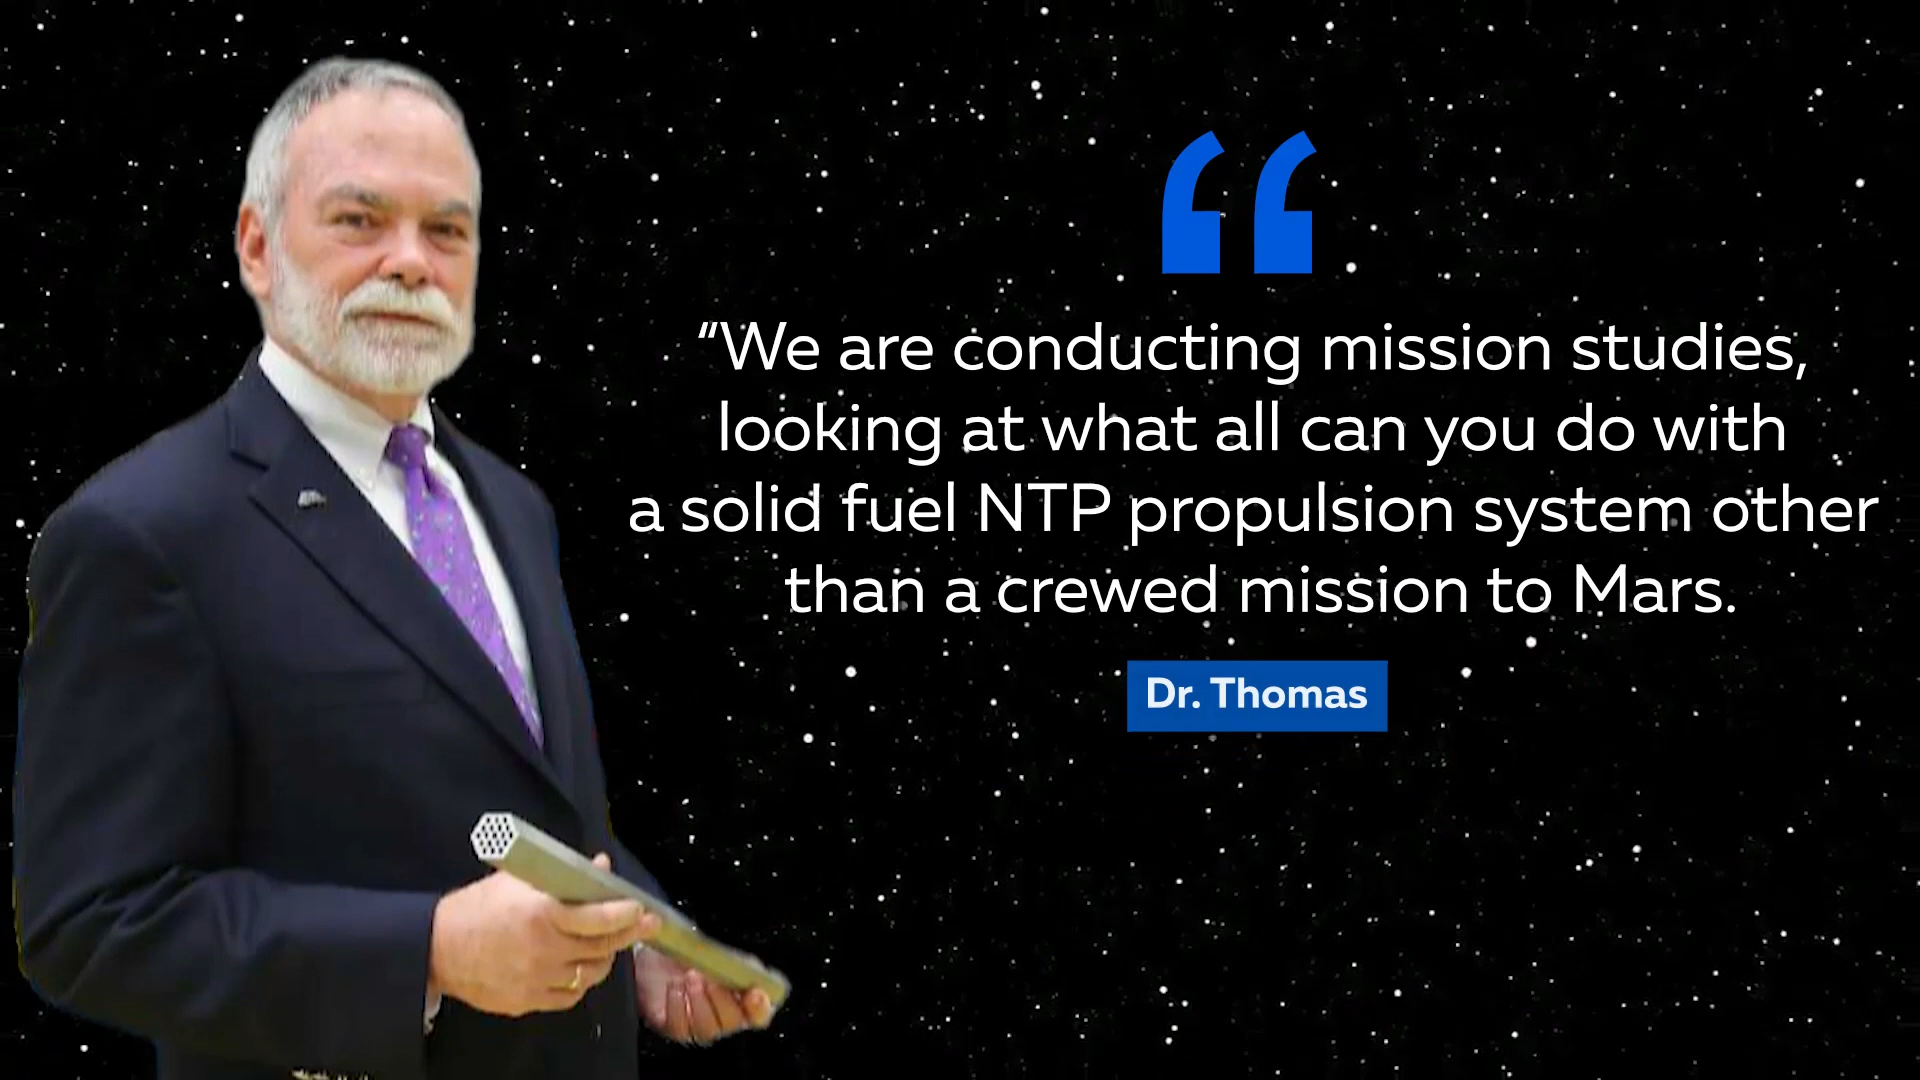 “We are conducting mission studies,
looking at what all can you do with
a solid fuel NTP propulsion system other
than a crewed mission to Mars.
Dr. Thomas